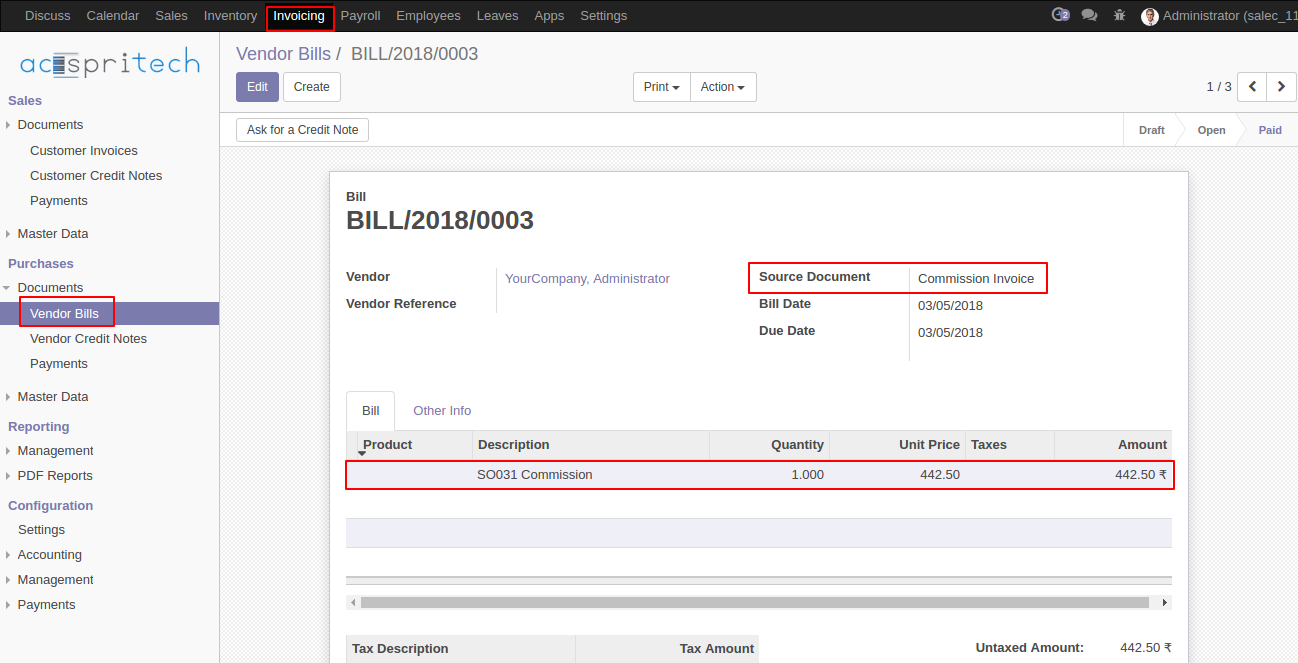 Discuss Calendar Sales Inventory Invoicing Payroll Employees Leaves Apps Settings 2 Administrator (salec_11
acespritech
Sales
Documents
Customer Invoices
Customer Credit Notes
Payments
Master Data
Purchases
Documents
Vendor Bills
Vendor Credit Notes
Payments
Master Data
Reporting
Management
PDF Reports
Configuration
Settings
Accounting
Management
Payments
Vendor Bills / BILL/2018/0003
Edit Create Print Action 1 / 3
Ask for a Credit Note Draft Open Paid
Bill
BILL/2018/0003
Vendor YourCompany, Administrator
Vendor Reference
Source Document Commission Invoice
Bill Date 03/05/2018
Due Date 03/05/2018
Bill Other Info
Product Description Quantity Unit Price Taxes Amount
SO031 Commission 1.000 442.50 442.50 ₹
Tax Description Tax Amount
Untaxed Amount: 442.50 ₹